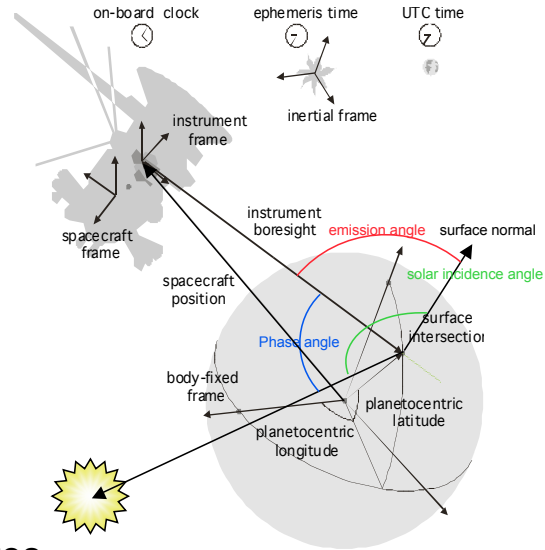 on-board clock
ephemeris time
UTC time
inertial frame
instrument
frame
spacecraft
frame
instrument
boresight
emission angle
surface normal
solar incidence angle
spacecraft
position
surface
intersection
Phase angle
body-fixed
frame
planetocentric
latitude
planetocentric
longitude